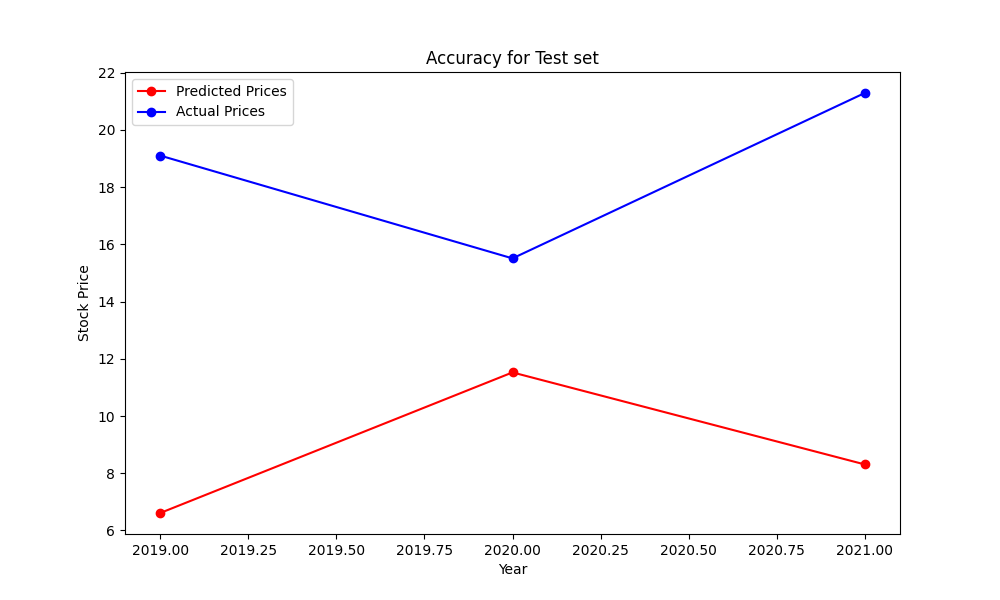 Accuracy for Test set
Predicted Prices
Actual Prices
Stock Price
22
20
18
16
14
12
10
8
6
2019.00 2019.25 2019.50 2019.75 2020.00 2020.25 2020.50 2020.75 2021.00
Year